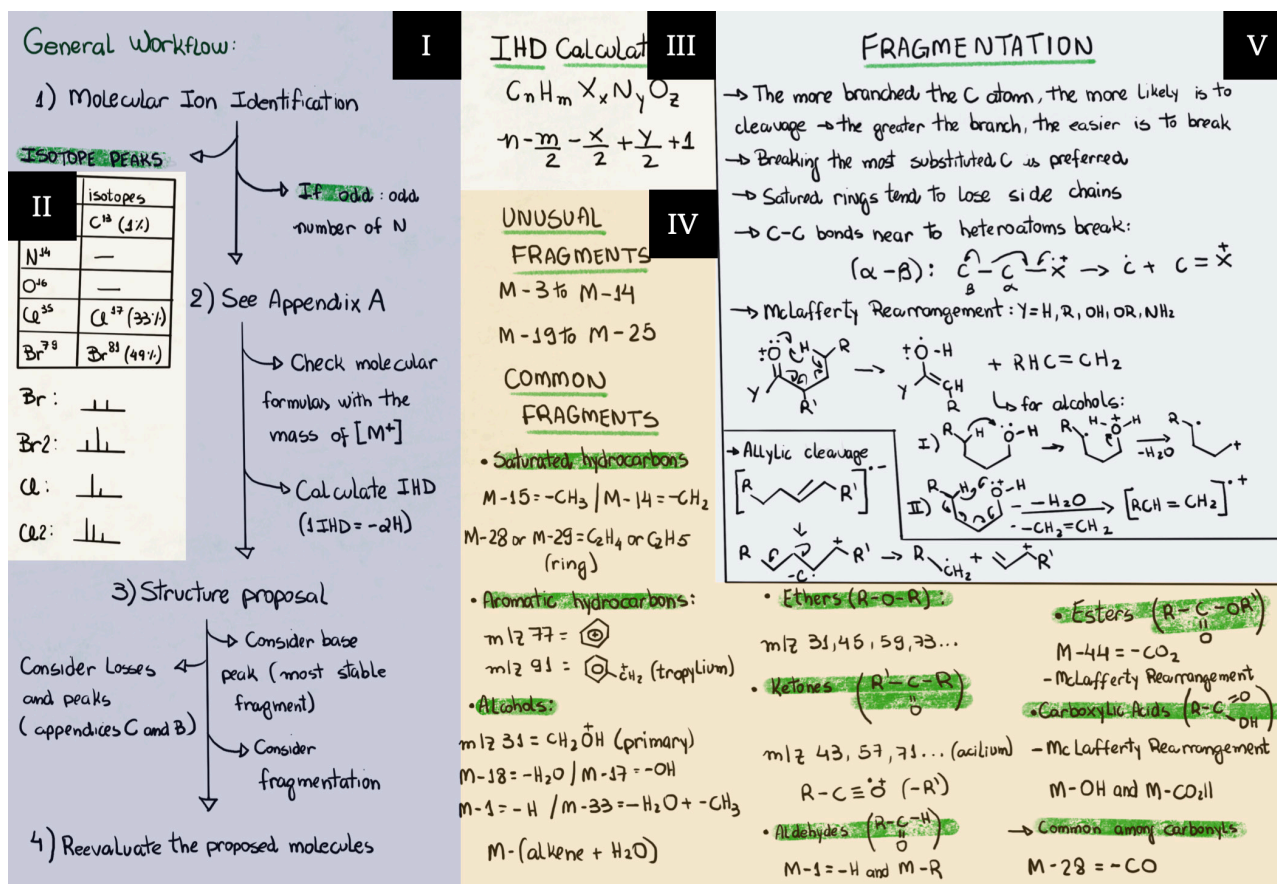 General Workflow:
I
1) Molecular Ion Identification
ISOTOPE PEAKS
If odd: odd
number of N
II
isotopes
C¹³ (1%)
N¹⁴ —
O¹⁶ —
Cl³⁵ Cl³⁷ (33%)
Br⁷⁹ Br⁸¹ (49%)
Br:
Br2:
Cl:
Cl2:
2) See Appendix A
Check molecular
formulas with the
mass of [M⁺]
Calculate IHD
(1IHD = -2H)
3) Structure proposal
Consider base
peak (most stable
fragment)
Consider Losses
and peaks
(appendices C and B)
Consider
fragmentation
4) Reevaluate the proposed molecules
IHD Calculat
III
CnHmXxNyOz
n - m/2 - x/2 + y/2 + 1
IV
UNUSUAL
FRAGMENTS
M-3 to M-14
M-19 to M-25
COMMON
FRAGMENTS
• Saturated hydrocarbons
M-15 = -CH₃ / M-14 = -CH₂
M-28 or M-29 = C₂H₄ or C₂H₅
(ring)
• Aromatic hydrocarbons:
m/z 77 =
m/z 91 = CH₂⁺ (tropylium)
• Alcohols:
m/z 31 = CH₂OH⁺ (primary)
M-18 = -H₂O / M-17 = -OH
M-1 = -H / M-33 = -H₂O + -CH₃
M-(alkene + H₂O)
• Ethers (R-O-R):
m/z 31, 45, 59, 73...
• Ketones (R'-C-R)
O
m/z 43, 57, 71... (acilium)
R-C≡O⁺ (-R')
• Aldehydes (R-C-H)
O
M-1 = -H and M-R
• Esters (R-C-OR')
O
M-44 = -CO₂
- McLafferty Rearrangement
• Carboxylic Acids (R-C=O
OH)
- Mc Lafferty Rearrangement
M-OH and M-CO₂H
→ Common among carbonyls
M-28 = -CO
FRAGMENTATION
V
→ The more branched the C atom, the more likely is to
cleavage → the greater the branch, the easier is to break
→ Breaking the most substituted C is preferred
→ Satured rings tend to lose side chains
→ C-C bonds near to heteroatoms break:
(α-β): C - C - X⁺ → C + C = X⁺
β α
→ McLafferty Rearrangement: Y=H, R, OH, OR, NH₂
O H R
Y R'
O-H
Y CH
R
+ RHC=CH₂
↳ for alcohols:
I) R H O-H → R H O-H -H₂O → R +
II) R H O-H -H₂O -CH₂=CH₂ → [RCH=CH₂]·⁺
→ Allylic cleavage
[R R']·-
R + R' -C: → R CH₂ + + R'